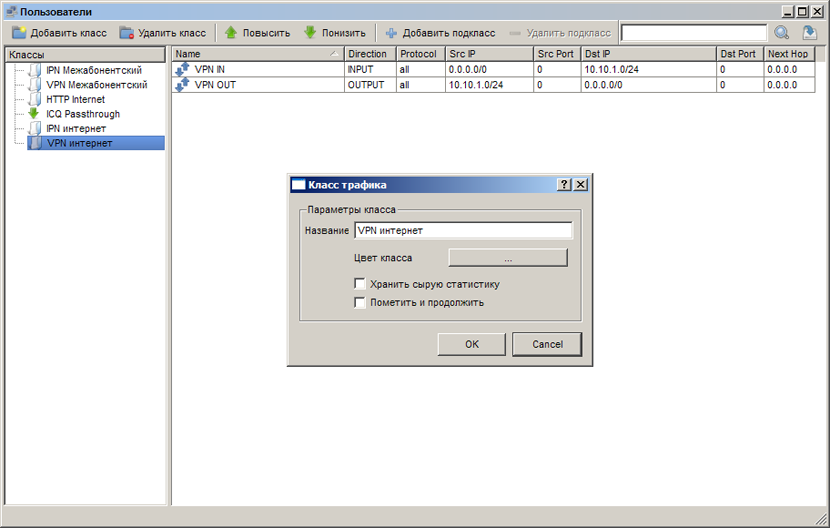 Пользователи
Добавить класс Удалить класс Повысить Понизить Добавить подкласс Удалить подкласс
Классы
IPN Межабонентский
VPN Межабонентский
HTTP Internet
ICQ Passthrough
IPN интернет
VPN интернет
Name Direction Protocol Src IP Src Port Dst IP Dst Port Next Hop
VPN IN INPUT all 0.0.0.0/0 0 10.10.1.0/24 0 0.0.0.0
VPN OUT OUTPUT all 10.10.1.0/24 0 0.0.0.0/0 0 0.0.0.0
Класс трафика
Параметры класса
Название VPN интернет
Цвет класса ...
Хранить сырую статистику
Пометить и продолжить
OK Cancel